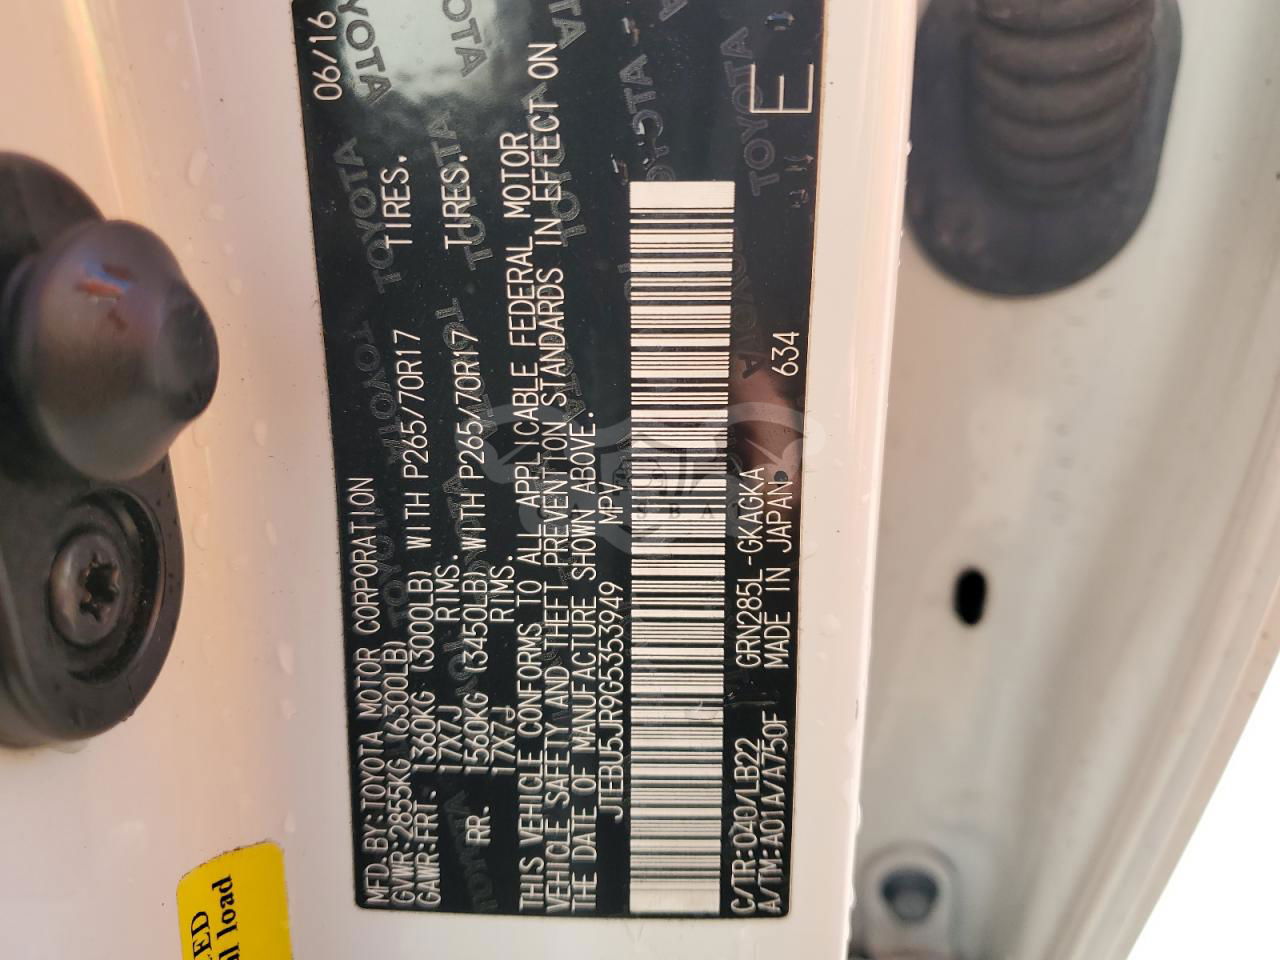 MFD.BY:TOYOTA MOTOR CORPORATION 06/16
GVWR:2855KG (6300LB)
GAWR:FRT. 1360KG (3000LB) WITH P265/70R17 TIRES.
17X7J RIMS.
RR. 1560KG (3450LB) WITH P265/70R17 TIRES.
17X7J RIMS.
THIS VEHICLE CONFORMS TO ALL APPLICABLE FEDERAL MOTOR
VEHICLE SAFETY AND THEFT PREVENTION STANDARDS IN EFFECT ON
THE DATE OF MANUFACTURE SHOWN ABOVE.
JTEBU5JR9G5353949 MPV
C/TR:040/LB22 GRN285L-GKAGKA
A/TM:A01A/A750F MADE IN JAPAN 634 E
TOYOTA
load